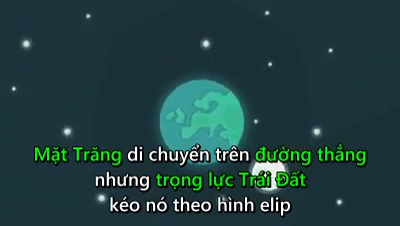 Mặt Trăng di chuyển trên đường thẳng
nhưng trọng lực Trái Đất
kéo nó theo hình elip